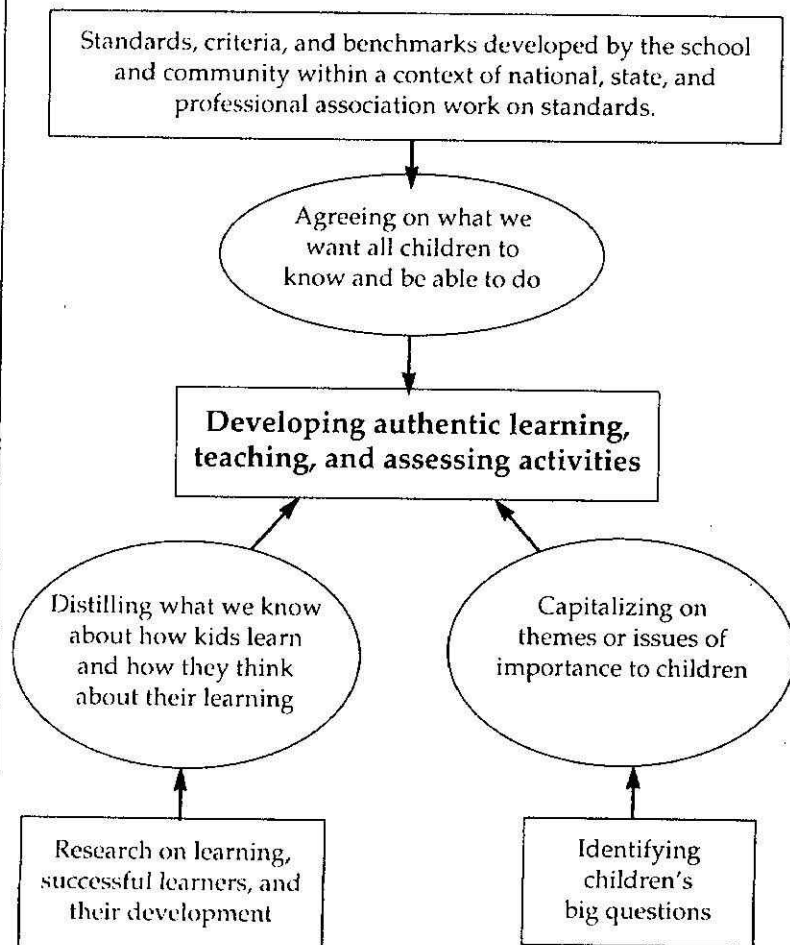 Standards, criteria, and benchmarks developed by the school
and community within a context of national, state, and
professional association work on standards.
Agreeing on what we
want all children to
know and be able to do
Developing authentic learning,
teaching, and assessing activities
Distilling what we know
about how kids learn
and how they think
about their learning
Capitalizing on
themes or issues of
importance to children
Research on learning,
successful learners, and
their development
Identifying
children's
big questions